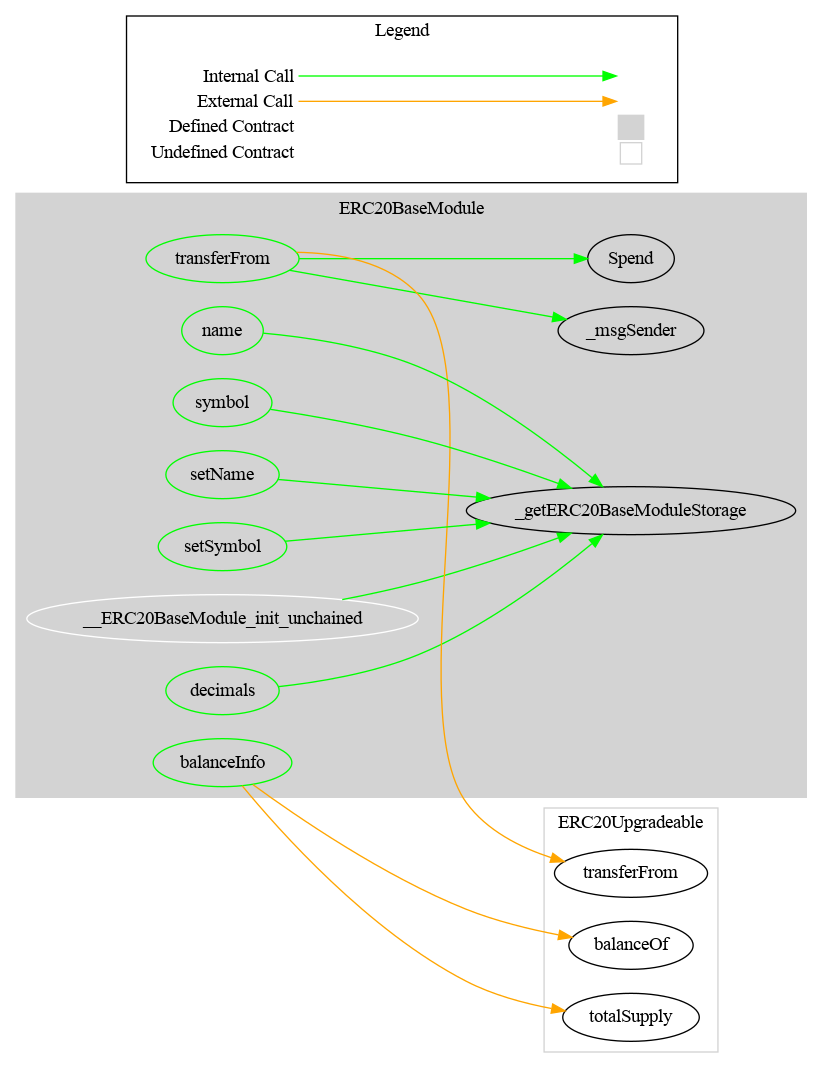 Legend
Internal Call
External Call
Defined Contract
Undefined Contract
ERC20BaseModule
transferFrom
Spend
name
_msgSender
symbol
setName
_getERC20BaseModuleStorage
setSymbol
__ERC20BaseModule_init_unchained
decimals
balanceInfo
ERC20Upgradeable
transferFrom
balanceOf
totalSupply